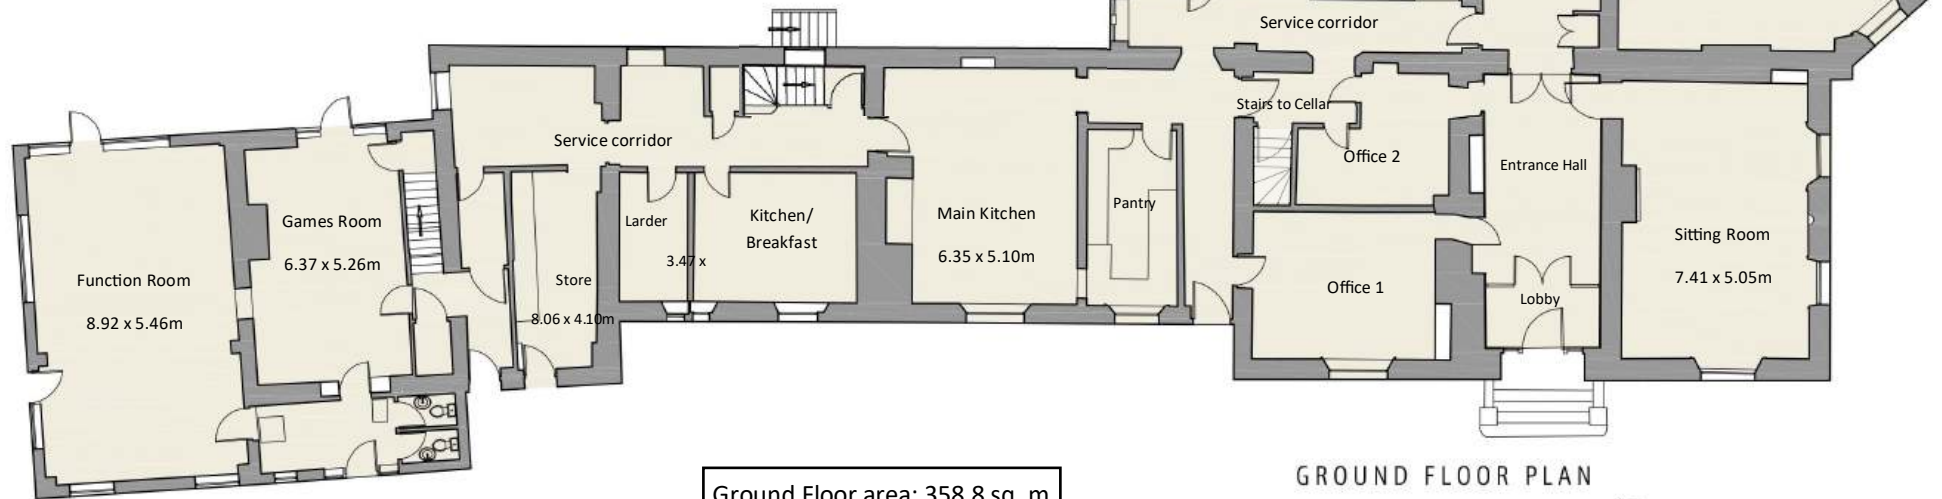 Service corridor
Stairs to Cellar
Service corridor
Office 2
Entrance Hall
Games Room
6.37 x 5.26m
Larder
Kitchen/
Breakfast
3.47 x
Main Kitchen
6.35 x 5.10m
Pantry
Sitting Room
7.41 x 5.05m
Function Room
8.92 x 5.46m
Store
8.06 x 4.10m
Office 1
Lobby
GROUND FLOOR PLAN
Ground Floor area: 358.8 sq. m